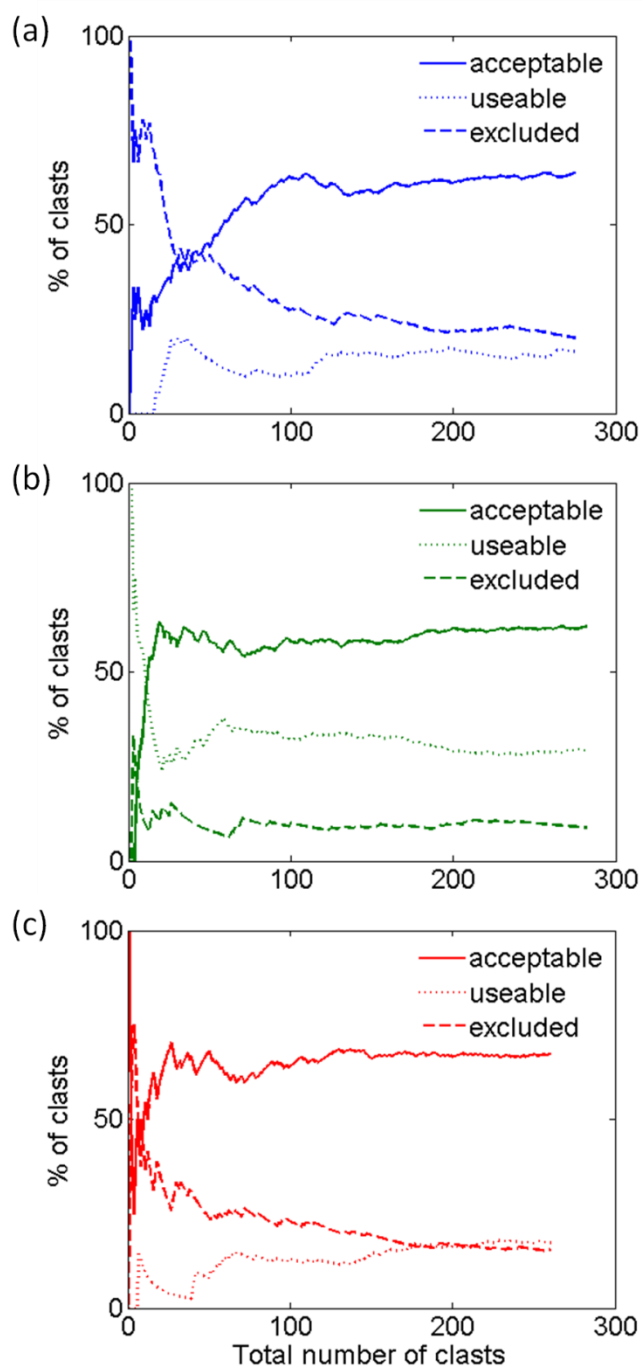 (a)
100
50
0
% of clasts
acceptable
useable
excluded
0 100 200 300
(b)
100
50
0
% of clasts
acceptable
useable
excluded
0 100 200 300
(c)
100
50
0
% of clasts
acceptable
useable
excluded
0 100 200 300
Total number of clasts